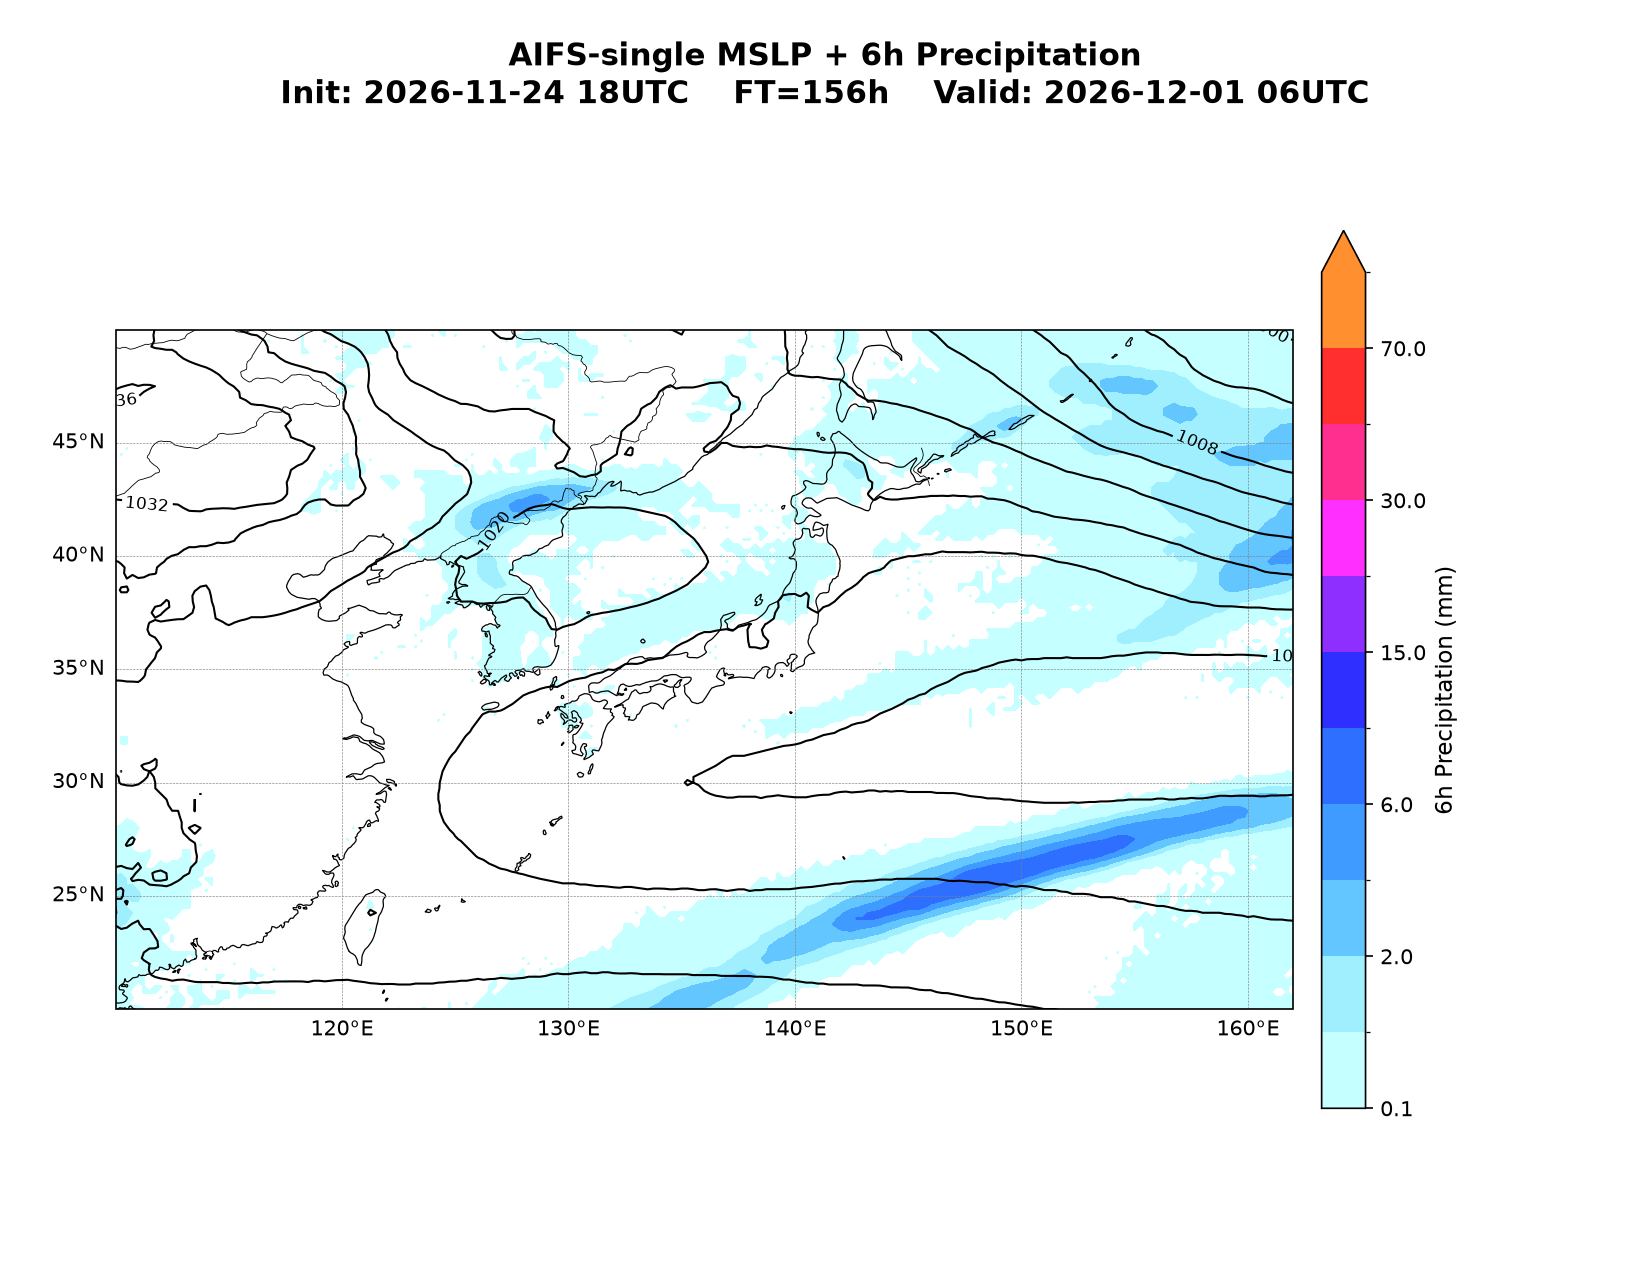 AIFS-single MSLP + 6h Precipitation
Init: 2026-11-24 18UTC    FT=156h    Valid: 2026-12-01 06UTC
45°N
40°N
35°N
30°N
25°N
120°E
130°E
140°E
150°E
160°E
36
1032
1020
1008
00
10
70.0
30.0
15.0
6.0
2.0
0.1
6h Precipitation (mm)